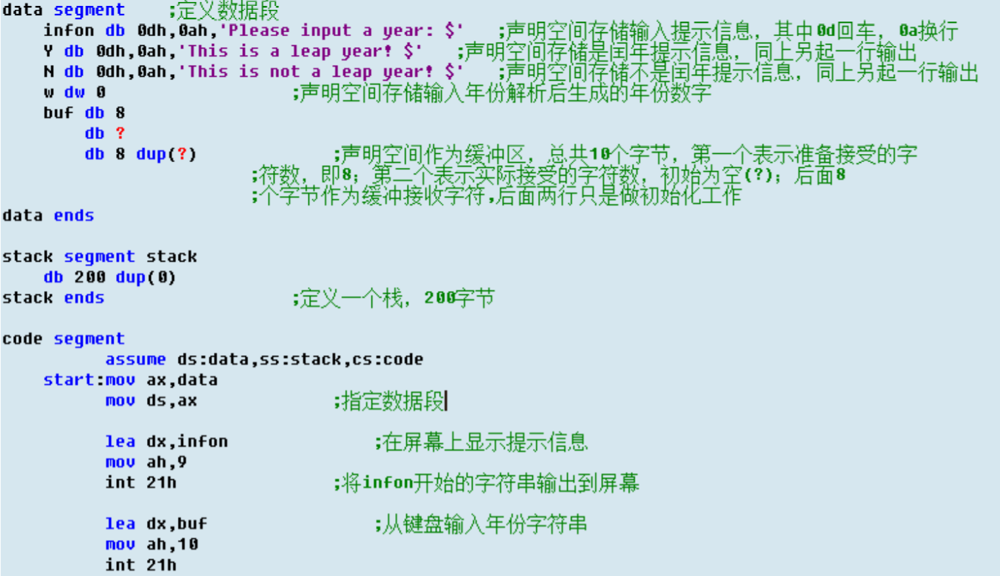 data segment    ;定义数据段
    infon db 0dh,0ah,'Please input a year: $'   ;声明空间存储输入提示信息，其中0d回车，0a换行
    Y db 0dh,0ah,'This is a leap year! $'   ;声明空间存储是闰年提示信息，同上另起一行输出
    N db 0dh,0ah,'This is not a leap year! $'   ;声明空间存储不是闰年提示信息，同上另起一行输出
    w dw 0                  ;声明空间存储输入年份解析后生成的年份数字
    buf db 8
        db ?
        db 8 dup(?)             ;声明空间作为缓冲区，总共10个字节，第一个表示准备接受的字
                        ;符数，即8；第二个表示实际接受的字符数，初始为空(?)；后面8
                        ;个字节作为缓冲接收字符,后面两行只是做初始化工作
data ends

stack segment stack
    db 200 dup(0)
stack ends                  ;定义一个栈，200字节

code segment
          assume ds:data,ss:stack,cs:code
    start:mov ax,data
          mov ds,ax             ;指定数据段

          lea dx,infon              ;在屏幕上显示提示信息
          mov ah,9
          int 21h               ;将infon开始的字符串输出到屏幕

          lea dx,buf                ;从键盘输入年份字符串
          mov ah,10
          int 21h